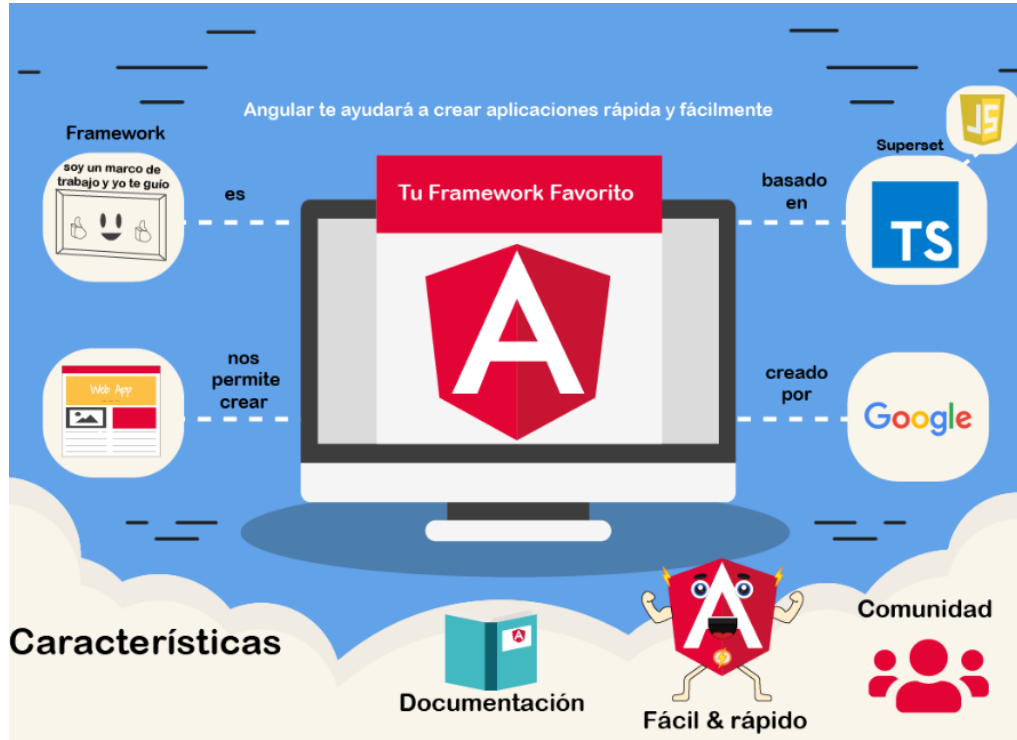 Angular te ayudará a crear aplicaciones rápida y fácilmente
Framework
soy un marco de
trabajo y yo te guío
es
Tu Framework Favorito
A
basado
en
Superset
JS
TS
Web App
nos
permite
crear
creado
por
Google
Características
A
Documentación
A
Fácil & rápido
Comunidad